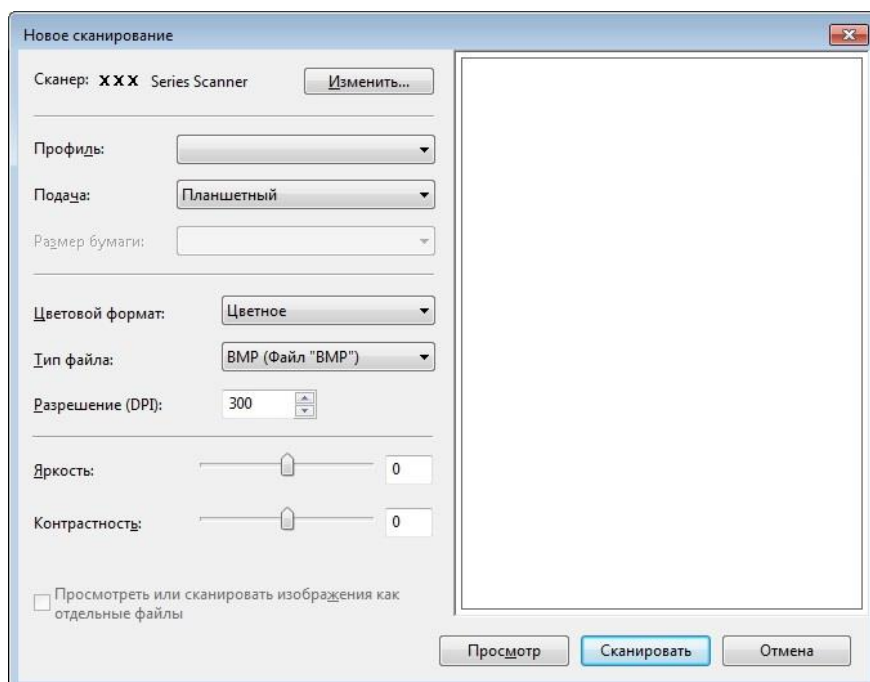 Новое сканирование
Сканер: XXX Series Scanner Изменить...
Профиль:
Подача: Планшетный
Размер бумаги:
Цветовой формат: Цветное
Тип файла: BMP (Файл "BMP")
Разрешение (DPI): 300
Яркость: 0
Контрастность: 0
Просмотреть или сканировать изображения как
отдельные файлы
Просмотр Сканировать Отмена